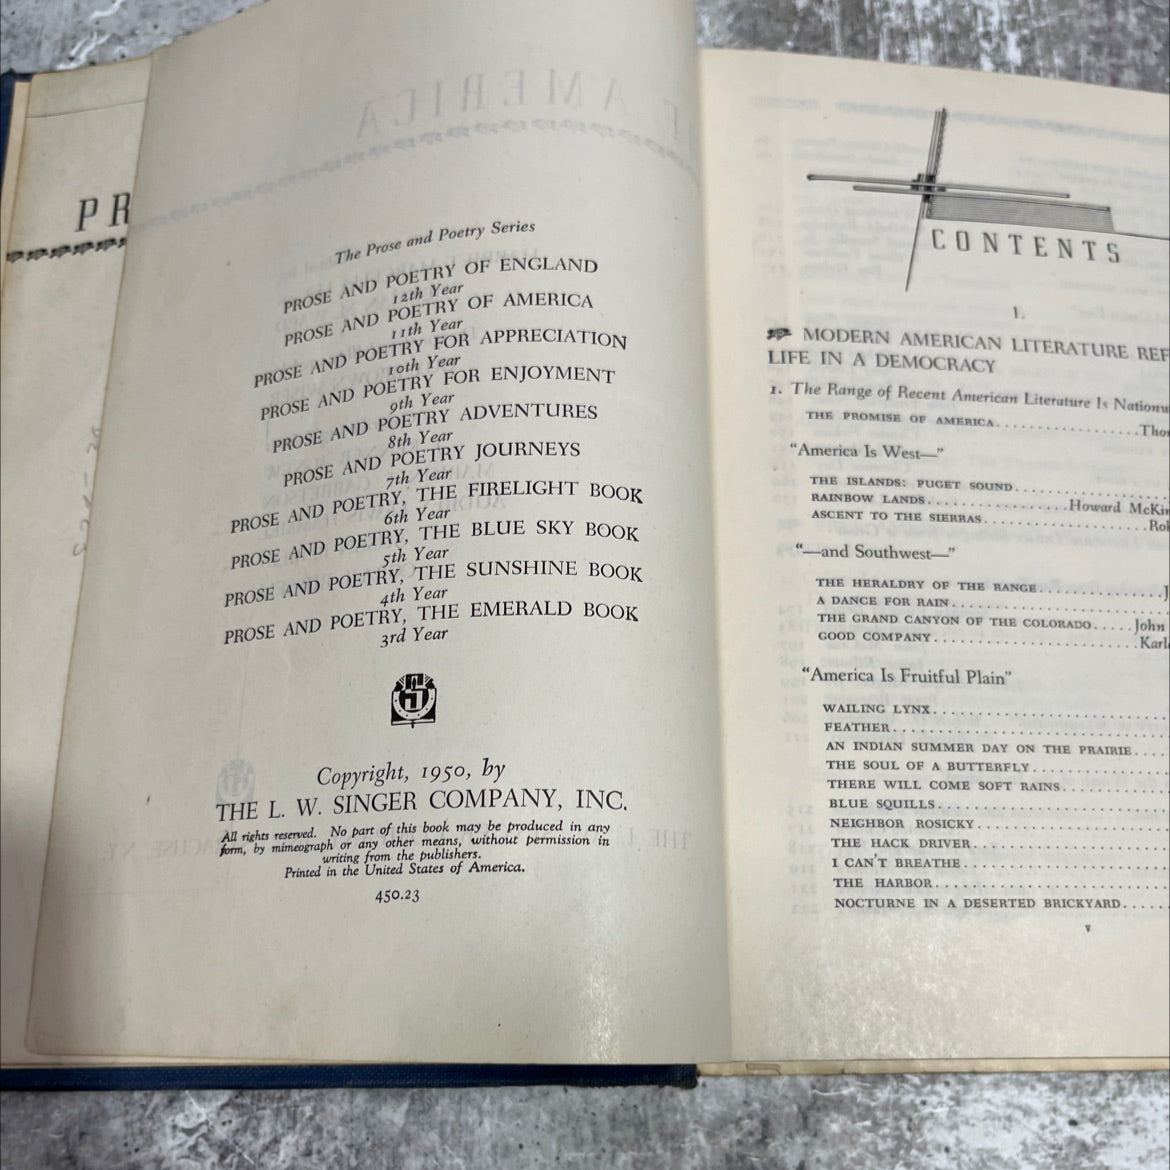 PR
The Prose and Poetry Series
PROSE AND POETRY OF ENGLAND
12th Year
PROSE AND POETRY OF AMERICA
11th Year
PROSE AND POETRY FOR APPRECIATION
10th Year
PROSE AND POETRY FOR ENJOYMENT
9th Year
PROSE AND POETRY ADVENTURES
8th Year
PROSE AND POETRY JOURNEYS
7th Year
PROSE AND POETRY, THE FIRELIGHT BOOK
6th Year
PROSE AND POETRY, THE BLUE SKY BOOK
5th Year
PROSE AND POETRY, THE SUNSHINE BOOK
4th Year
PROSE AND POETRY, THE EMERALD BOOK
3rd Year
Copyright, 1950, by
THE L. W. SINGER COMPANY, INC.
All rights reserved. No part of this book may be produced in any
form, by mimeograph or any other means, without permission in
writing from the publishers.
Printed in the United States of America.
450.23
CONTENTS
1.
MODERN AMERICAN LITERATURE REF
LIFE IN A DEMOCRACY
1. The Range of Recent American Literature Is Nationw
THE PROMISE OF AMERICA....................Thom
"America Is West—"
THE ISLANDS: PUGET SOUND....................
RAINBOW LANDS....................Howard McKin
ASCENT TO THE SIERRAS....................Rob
"—and Southwest—"
THE HERALDRY OF THE RANGE....................J
A DANCE FOR RAIN....................
THE GRAND CANYON OF THE COLORADO.....John
GOOD COMPANY....................Karle
"America Is Fruitful Plain"
WAILING LYNX....................
FEATHER....................
AN INDIAN SUMMER DAY ON THE PRAIRIE....
THE SOUL OF A BUTTERFLY....................
THERE WILL COME SOFT RAINS....................
BLUE SQUILLS....................
NEIGHBOR ROSICKY....................
THE HACK DRIVER....................
I CAN'T BREATHE....................
THE HARBOR....................
NOCTURNE IN A DESERTED BRICKYARD.....
v